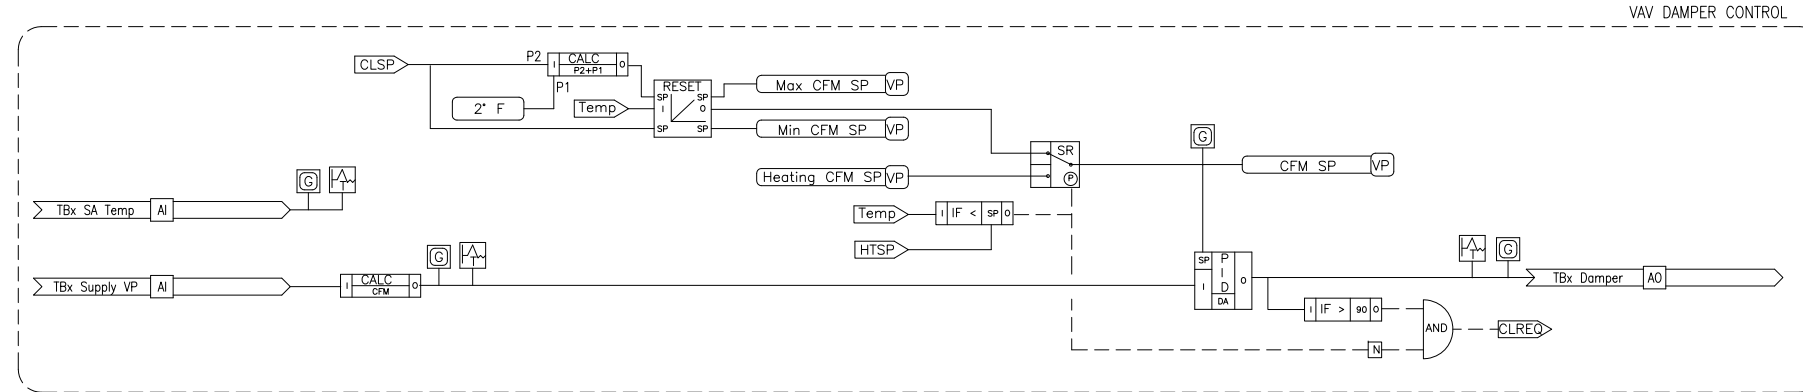 VAV DAMPER CONTROL
CLSP
P2
I CALC O
P2+P1
P1
2° F
RESET
SP SP
Temp
I O
SP SP
Max CFM SP VP
Min CFM SP VP
G
SR
P
CFM SP VP
Heating CFM SP VP
G
TBx SA Temp AI
Temp
I IF < SP O
HTSP
G
G
TBx Supply VP AI
I CALC O
CFM
SP P
I I O
D
DA
TBx Damper AO
I IF > 90 O
AND
CLREQ
N